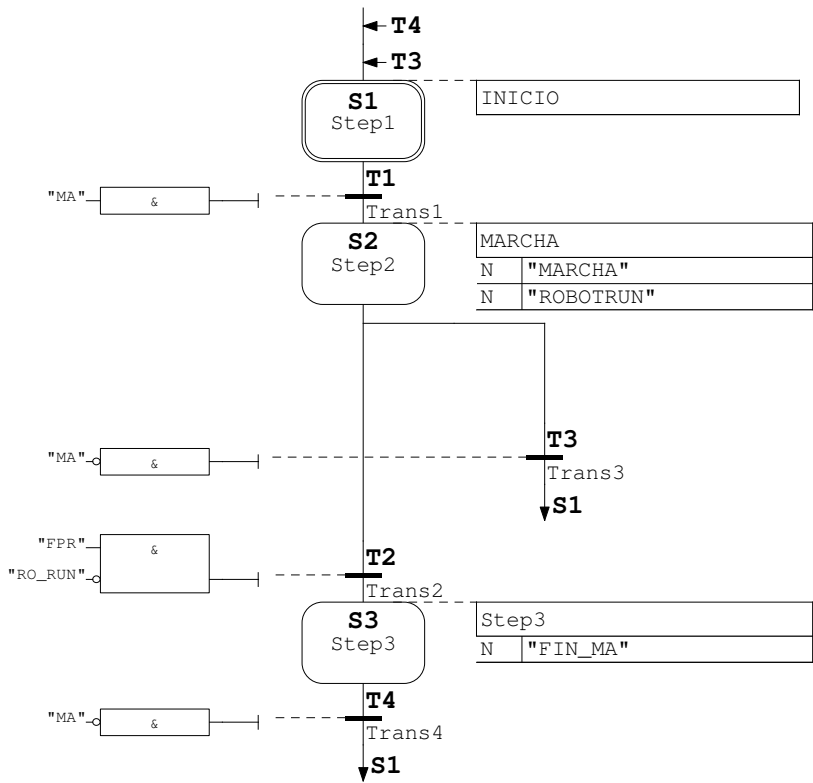 T4
T3
S1
Step1
INICIO
"MA"
&
T1
Trans1
S2
Step2
MARCHA
N "MARCHA"
N "ROBOTRUN"
"MA"
&
T3
Trans3
S1
"FPR"
&
"RO_RUN"
T2
Trans2
S3
Step3
Step3
N "FIN_MA"
"MA"
&
T4
Trans4
S1